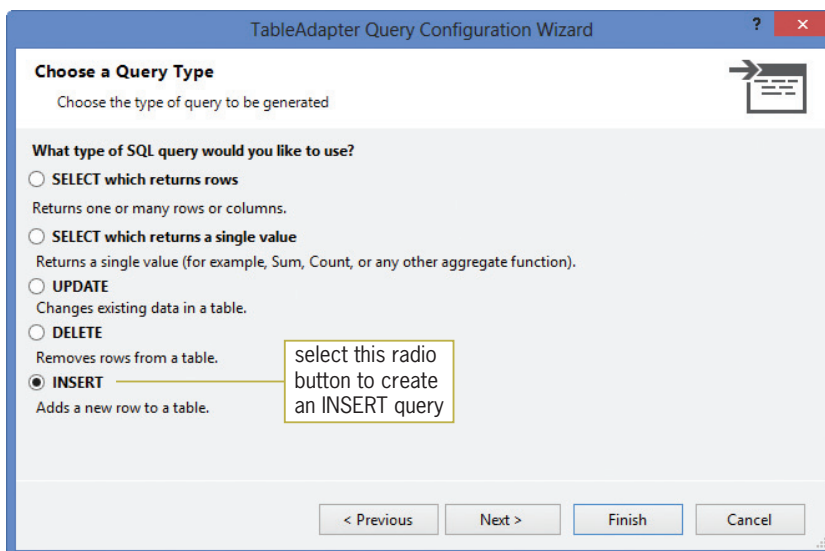 TableAdapter Query Configuration Wizard
? ×
Choose a Query Type
Choose the type of query to be generated
What type of SQL query would you like to use?
SELECT which returns rows
Returns one or many rows or columns.
SELECT which returns a single value
Returns a single value (for example, Sum, Count, or any other aggregate function).
UPDATE
Changes existing data in a table.
DELETE
Removes rows from a table.
INSERT
Adds a new row to a table.
select this radio
button to create
an INSERT query
< Previous
Next >
Finish
Cancel